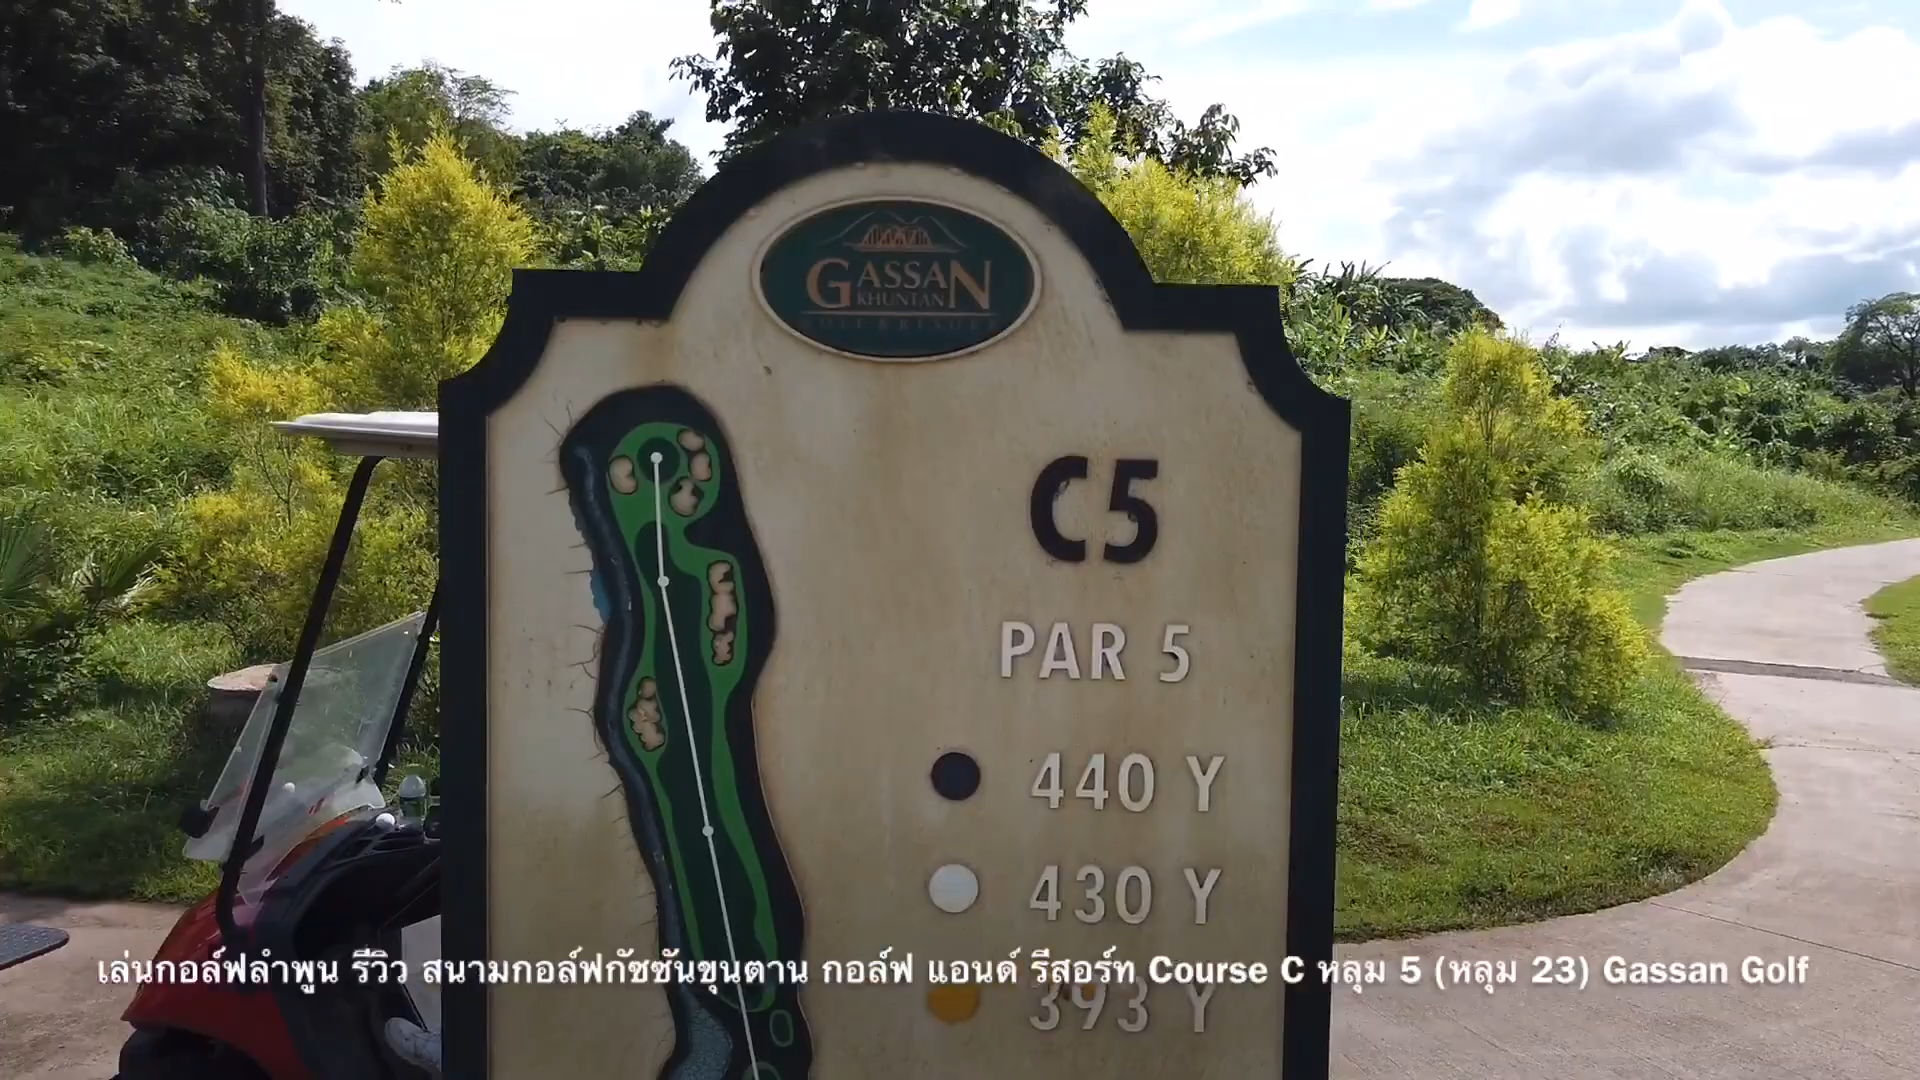 GASSAN
KHUNTAN
GOLF & RESORT
C5
PAR 5
440 Y
430 Y
393 Y
เล่นกอล์ฟลำพูน รีวิว สนามกอล์ฟกัซซันขุนตาน กอล์ฟ แอนด์ รีสอร์ท Course C หลุม 5 (หลุม 23) Gassan Golf